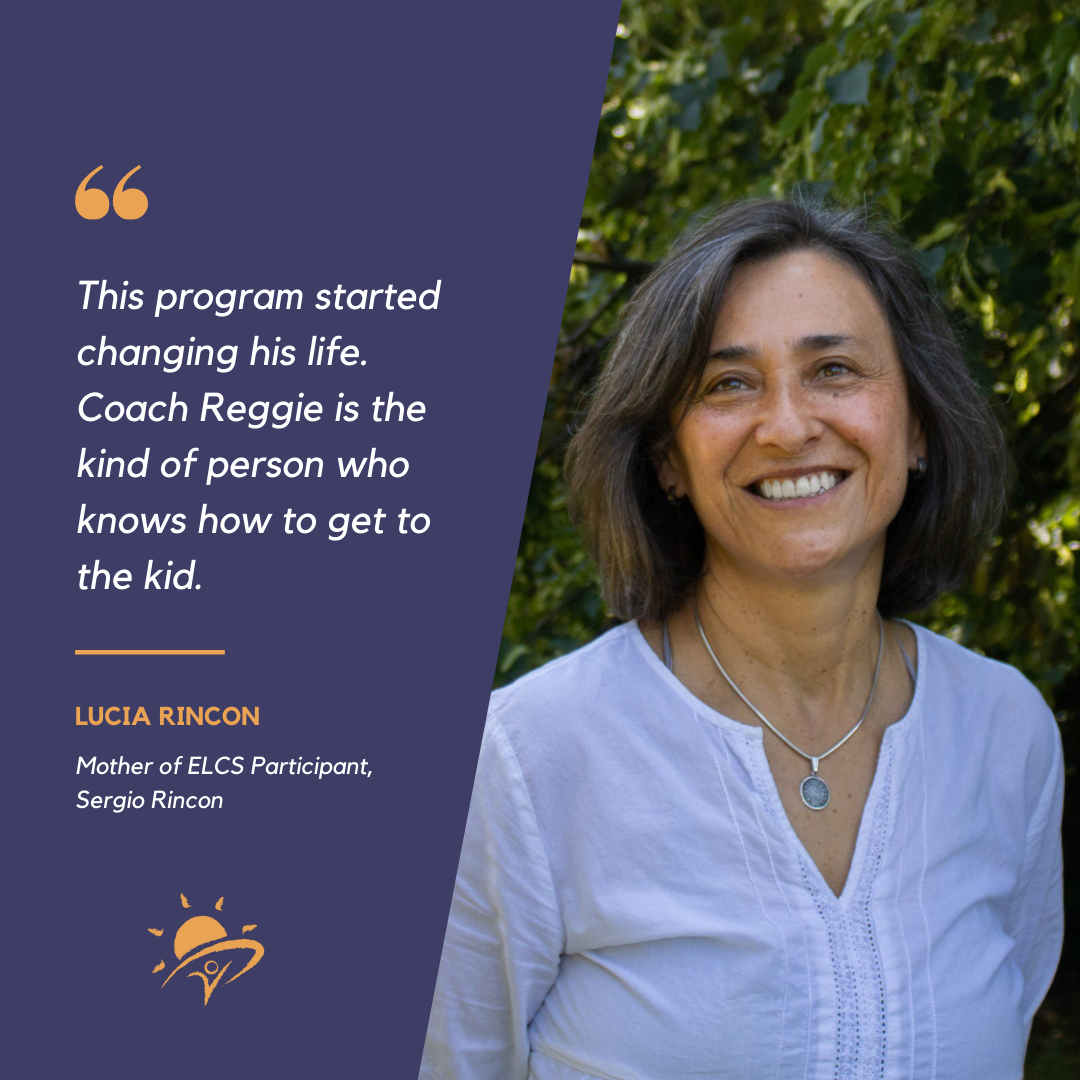 “
This program started
changing his life.
Coach Reggie is the
kind of person who
knows how to get to
the kid.
LUCIA RINCON
Mother of ELCS Participant,
Sergio Rincon